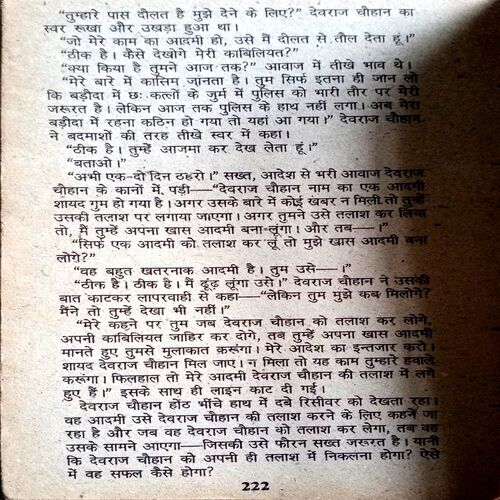 "तुम्हारे पास दौलत है मुझे देने के लिए?" देवराज चौहान का
स्वर रूखा और उखड़ा हुआ था।
"जो मेरे काम का आदमी हो, उसे मैं दौलत से तौल देता हूं।"
"ठीक है। कैसे देखोगे मेरी काबिलियत?"
"क्या किया है तुमने आज तक?" आवाज में तीखे भाव थे।
"मेरे बारे में कासिम जानता है। तुम सिर्फ इतना ही जान लो
कि बड़ौदा में छः कत्लों के जुर्म में पुलिस को भारी तौर पर मेरी
जरूरत है। लेकिन आज तक पुलिस के हाथ नहीं लगा। अब मेरा
बड़ौदा में रहना कठिन हो गया तो यहां आ गया।" देवराज चौहान
ने बदमाशों की तरह तीखे स्वर में कहा।
"ठीक है। तुम्हें आजमा कर देख लेता हूं।"
"बताओ।"
"अभी एक-दो दिन ठहरो।" सख्त, आदेश से भरी आवाज देवराज
चौहान के कानों में पड़ी—"देवराज चौहान नाम का एक आदमी
शायद गुम हो गया है। अगर उसके बारे में कोई खबर न मिली तो तुम्हें
उसकी तलाश पर लगाया जाएगा। अगर तुमने उसे तलाश कर लिया
तो, मैं तुम्हें अपना खास आदमी बना लूंगा। और तब—।"
"सिर्फ एक आदमी को तलाश कर लूं तो मुझे खास आदमी बना
लोगे?"
"वह बहुत खतरनाक आदमी है। तुम उसे—।"
"ठीक है। ठीक है। मैं ढूंढ़ लूंगा उसे।" देवराज चौहान ने उसकी
बात काटकर लापरवाही से कहा—"लेकिन तुम मुझे कब मिलोगे?
मैंने तो तुम्हें देखा भी नहीं।"
"मेरे कहने पर तुम जब देवराज चौहान को तलाश कर लोगे,
अपनी काबिलियत जाहिर कर दोगे, तब तुम्हें अपना खास आदमी
मानते हुए तुमसे मुलाकात करूंगा। मेरे आदेश का इन्तजार करो।
शायद देवराज चौहान मिल जाए। न मिला तो यह काम तुम्हारे हवाले
करूंगा। फिलहाल तो मेरे आदमी देवराज चौहान की तलाश में लगे
हुए हैं।" इसके साथ ही लाइन काट दी गई।
देवराज चौहान होंठ भींचे हाथ में दबे रिसीवर को देखता रहा।
वह आदमी उसे देवराज चौहान की तलाश करने के लिए कहने जा
रहा है और जब वह देवराज चौहान को तलाश कर लेगा, तब वह
उसके सामने आएगा—जिसकी उसे फौरन सख्त जरूरत है। यानी
कि देवराज चौहान को अपनी ही तलाश में निकलना होगा? ऐसे
में वह सफल कैसे होगा?
222